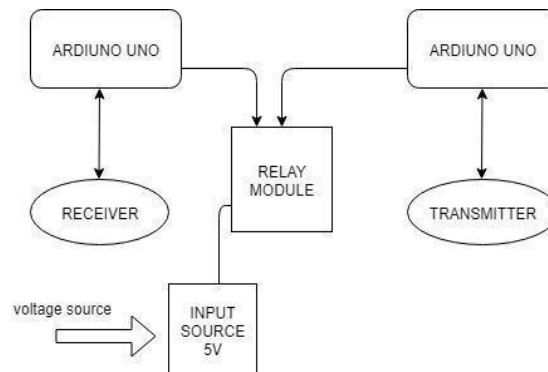 ARDIUNO UNO
ARDIUNO UNO
RELAY
MODULE
RECEIVER
TRANSMITTER
voltage source
INPUT
SOURCE
5V